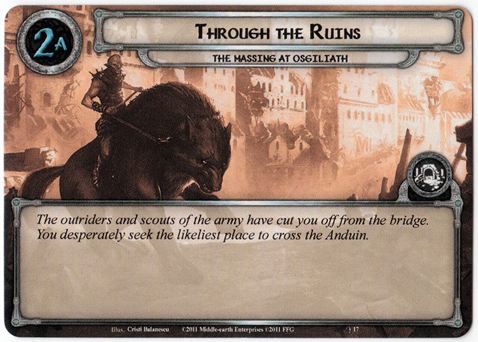 2A
THROUGH THE RUINS
THE MASSING AT OSGILIATH
The outriders and scouts of the army have cut you off from the bridge.
You desperately seek the likeliest place to cross the Anduin.
Illus. Cristi Balanescu ©2011 Middle-earth Enterprises ©2011 FFG 17